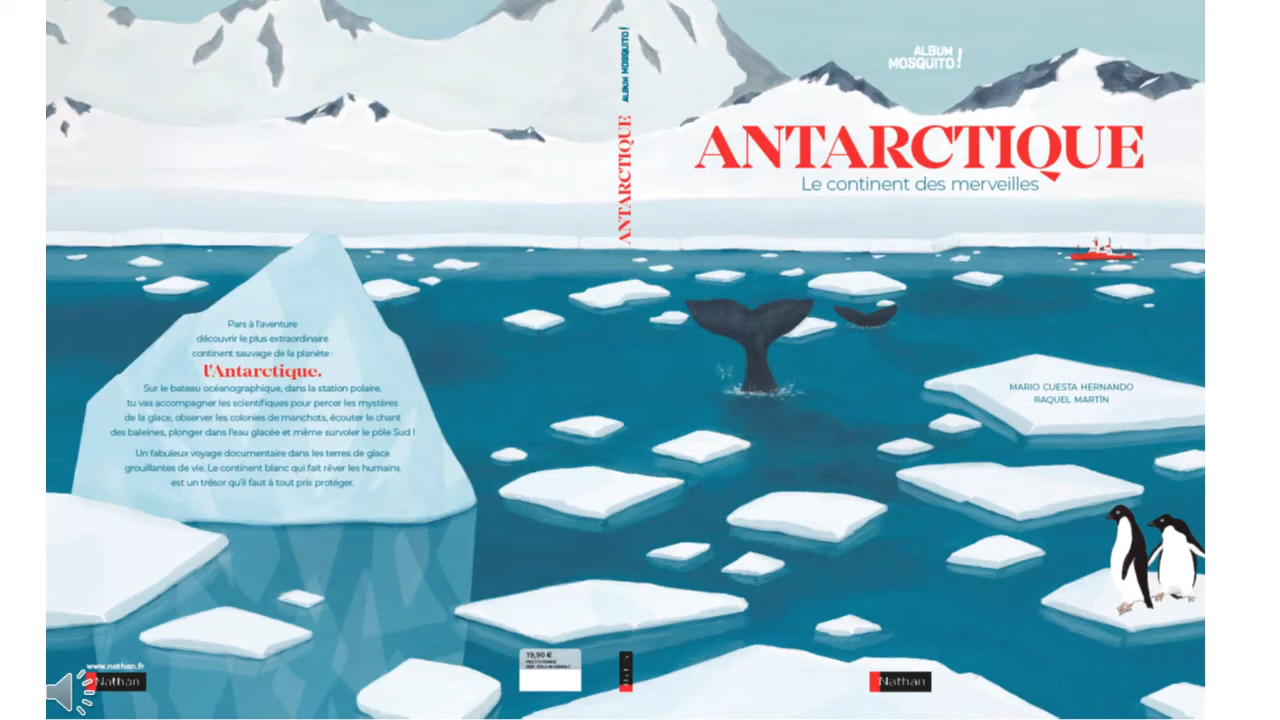 Pars à l'aventure
découvrir le plus extraordinaire
continent sauvage de la planète :
l'Antarctique.
Sur le bateau océanographique, dans la station polaire,
tu vas accompagner les scientifiques pour percer les mystères
de la glace, observer les colonies de manchots, écouter le chant
des baleines, plonger dans l'eau glacée et même survoler le pôle Sud !
Un fabuleux voyage documentaire dans les terres de glace
grouillantes de vie. Le continent blanc qui fait rêver les humains
est un trésor qu'il faut à tout prix protéger.
www.nathan.fr
Nathan
19,90 €
ANTARCTIQUE
ALBUM MOSQUITO !
ALBUM
MOSQUITO !
ANTARCTIQUE
Le continent des merveilles
MARIO CUESTA HERNANDO
RAQUEL MARTÍN
Nathan